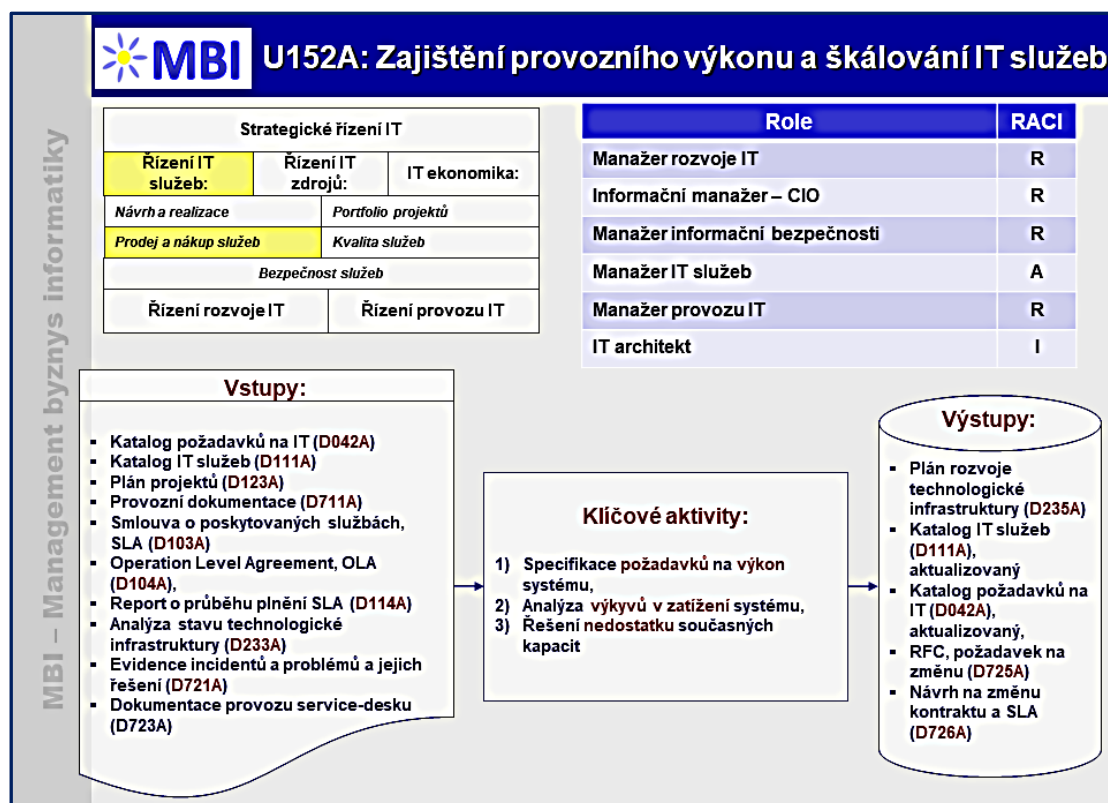 MBI
U152A: Zajištění provozního výkonu a škálování IT služeb
MBI – Management byznys informatiky
Strategické řízení IT
Řízení IT
služeb:
Řízení IT
zdrojů:
IT ekonomika:
Návrh a realizace
Portfolio projektů
Prodej a nákup služeb
Kvalita služeb
Bezpečnost služeb
Řízení rozvoje IT
Řízení provozu IT
Role RACI
Manažer rozvoje IT R
Informační manažer – CIO R
Manažer informační bezpečnosti R
Manažer IT služeb A
Manažer provozu IT R
IT architekt I
Vstupy:
▪ Katalog požadavků na IT (D042A)
▪ Katalog IT služeb (D111A)
▪ Plán projektů (D123A)
▪ Provozní dokumentace (D711A)
▪ Smlouva o poskytovaných službách,
SLA (D103A)
▪ Operation Level Agreement, OLA
(D104A),
▪ Report o průběhu plnění SLA (D114A)
▪ Analýza stavu technologické
infrastruktury (D233A)
▪ Evidence incidentů a problémů a jejich
řešení (D721A)
▪ Dokumentace provozu service-desku
(D723A)
Klíčové aktivity:
1) Specifikace požadavků na výkon
systému,
2) Analýza výkyvů v zatížení systému,
3) Řešení nedostatku současných
kapacit
Výstupy:
▪ Plán rozvoje
technologické
infrastruktury (D235A)
▪ Katalog IT služeb
(D111A),
aktualizovaný
▪ Katalog požadavků na
IT (D042A),
aktualizovaný,
▪ RFC, požadavek na
změnu (D725A)
▪ Návrh na změnu
kontraktu a SLA
(D726A)